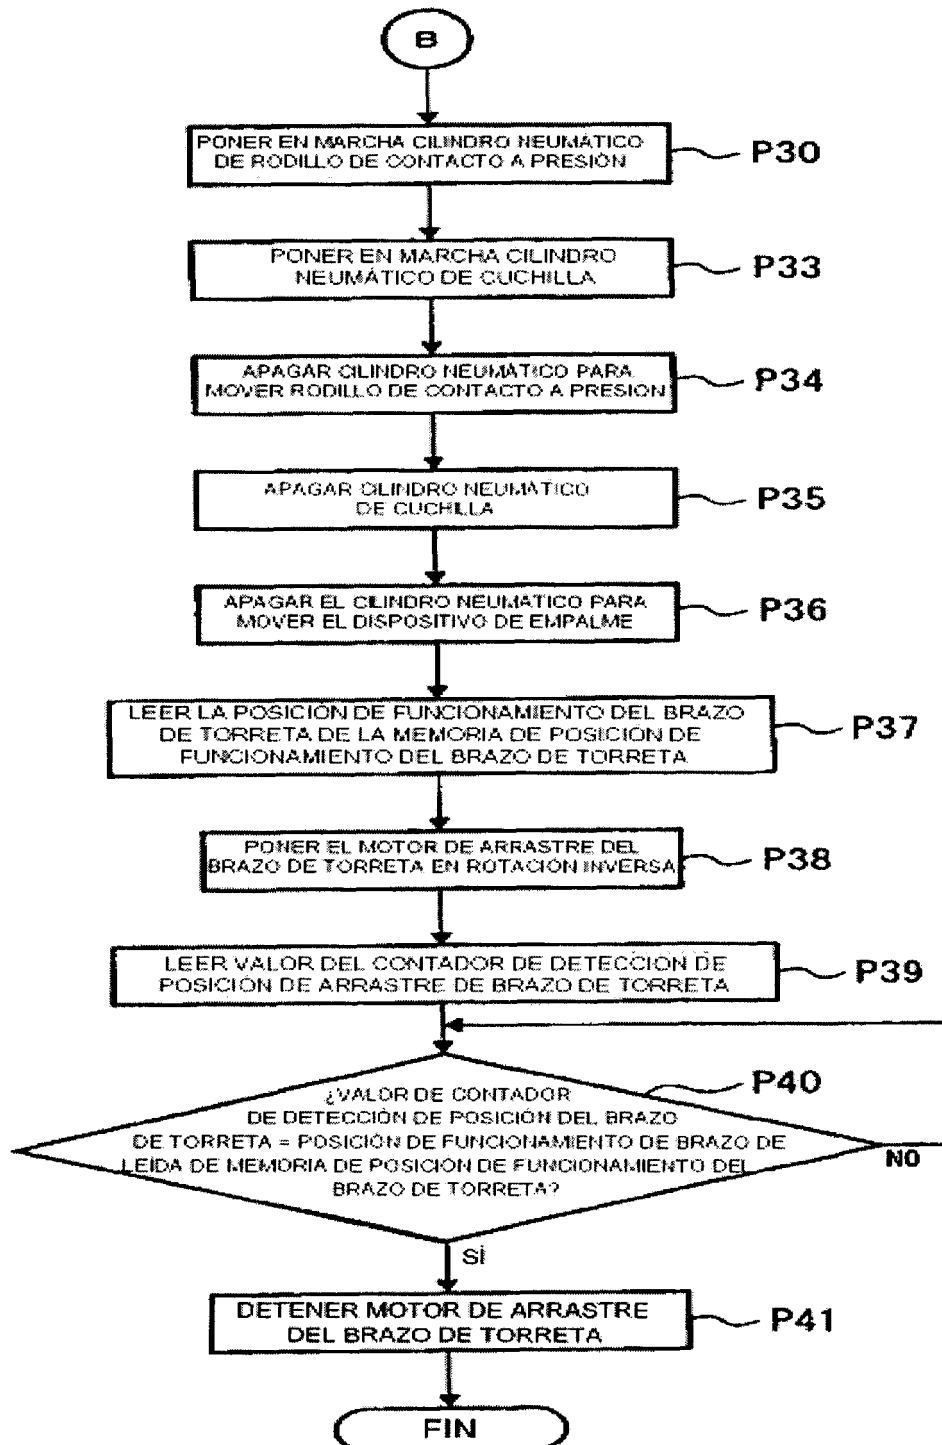 B
PONER EN MARCHA CILINDRO NEUMÁTICO
DE RODILLO DE CONTACTO A PRESIÓN
P30
PONER EN MARCHA CILINDRO
NEUMÁTICO DE CUCHILLA
P33
APAGAR CILINDRO NEUMÁTICO PARA
MOVER RODILLO DE CONTACTO A PRESIÓN
P34
APAGAR CILINDRO NEUMÁTICO
DE CUCHILLA
P35
APAGAR EL CILINDRO NEUMÁTICO PARA
MOVER EL DISPOSITIVO DE EMPALME
P36
LEER LA POSICIÓN DE FUNCIONAMIENTO DEL BRAZO
DE TORRETA DE LA MEMORIA DE POSICIÓN DE
FUNCIONAMIENTO DEL BRAZO DE TORRETA
P37
PONER EL MOTOR DE ARRASTRE DEL
BRAZO DE TORRETA EN ROTACIÓN INVERSA
P38
LEER VALOR DEL CONTADOR DE DETECCIÓN DE
POSICIÓN DE ARRASTRE DE BRAZO DE TORRETA
P39
¿VALOR DE CONTADOR
DE DETECCIÓN DE POSICIÓN DEL BRAZO
DE TORRETA = POSICIÓN DE FUNCIONAMIENTO DE BRAZO DE
LEÍDA DE MEMORIA DE POSICIÓN DE FUNCIONAMIENTO DEL
BRAZO DE TORRETA?
P40
NO
SÍ
DETENER MOTOR DE ARRASTRE
DEL BRAZO DE TORRETA
P41
FIN